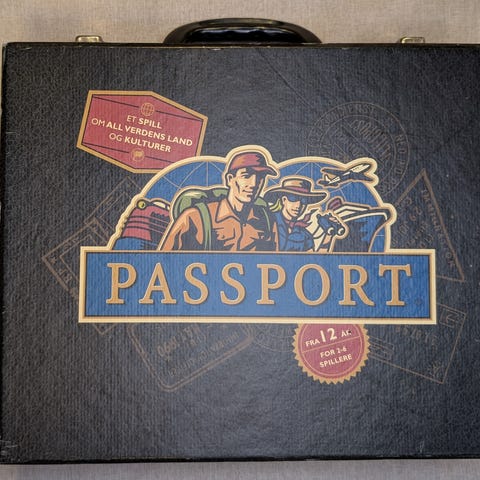 ET SPILL
OM ALL VERDENS LAND
OG KULTURER
PASSPORT
FRA 12 ÅR.
FOR 2-6
SPILLERE